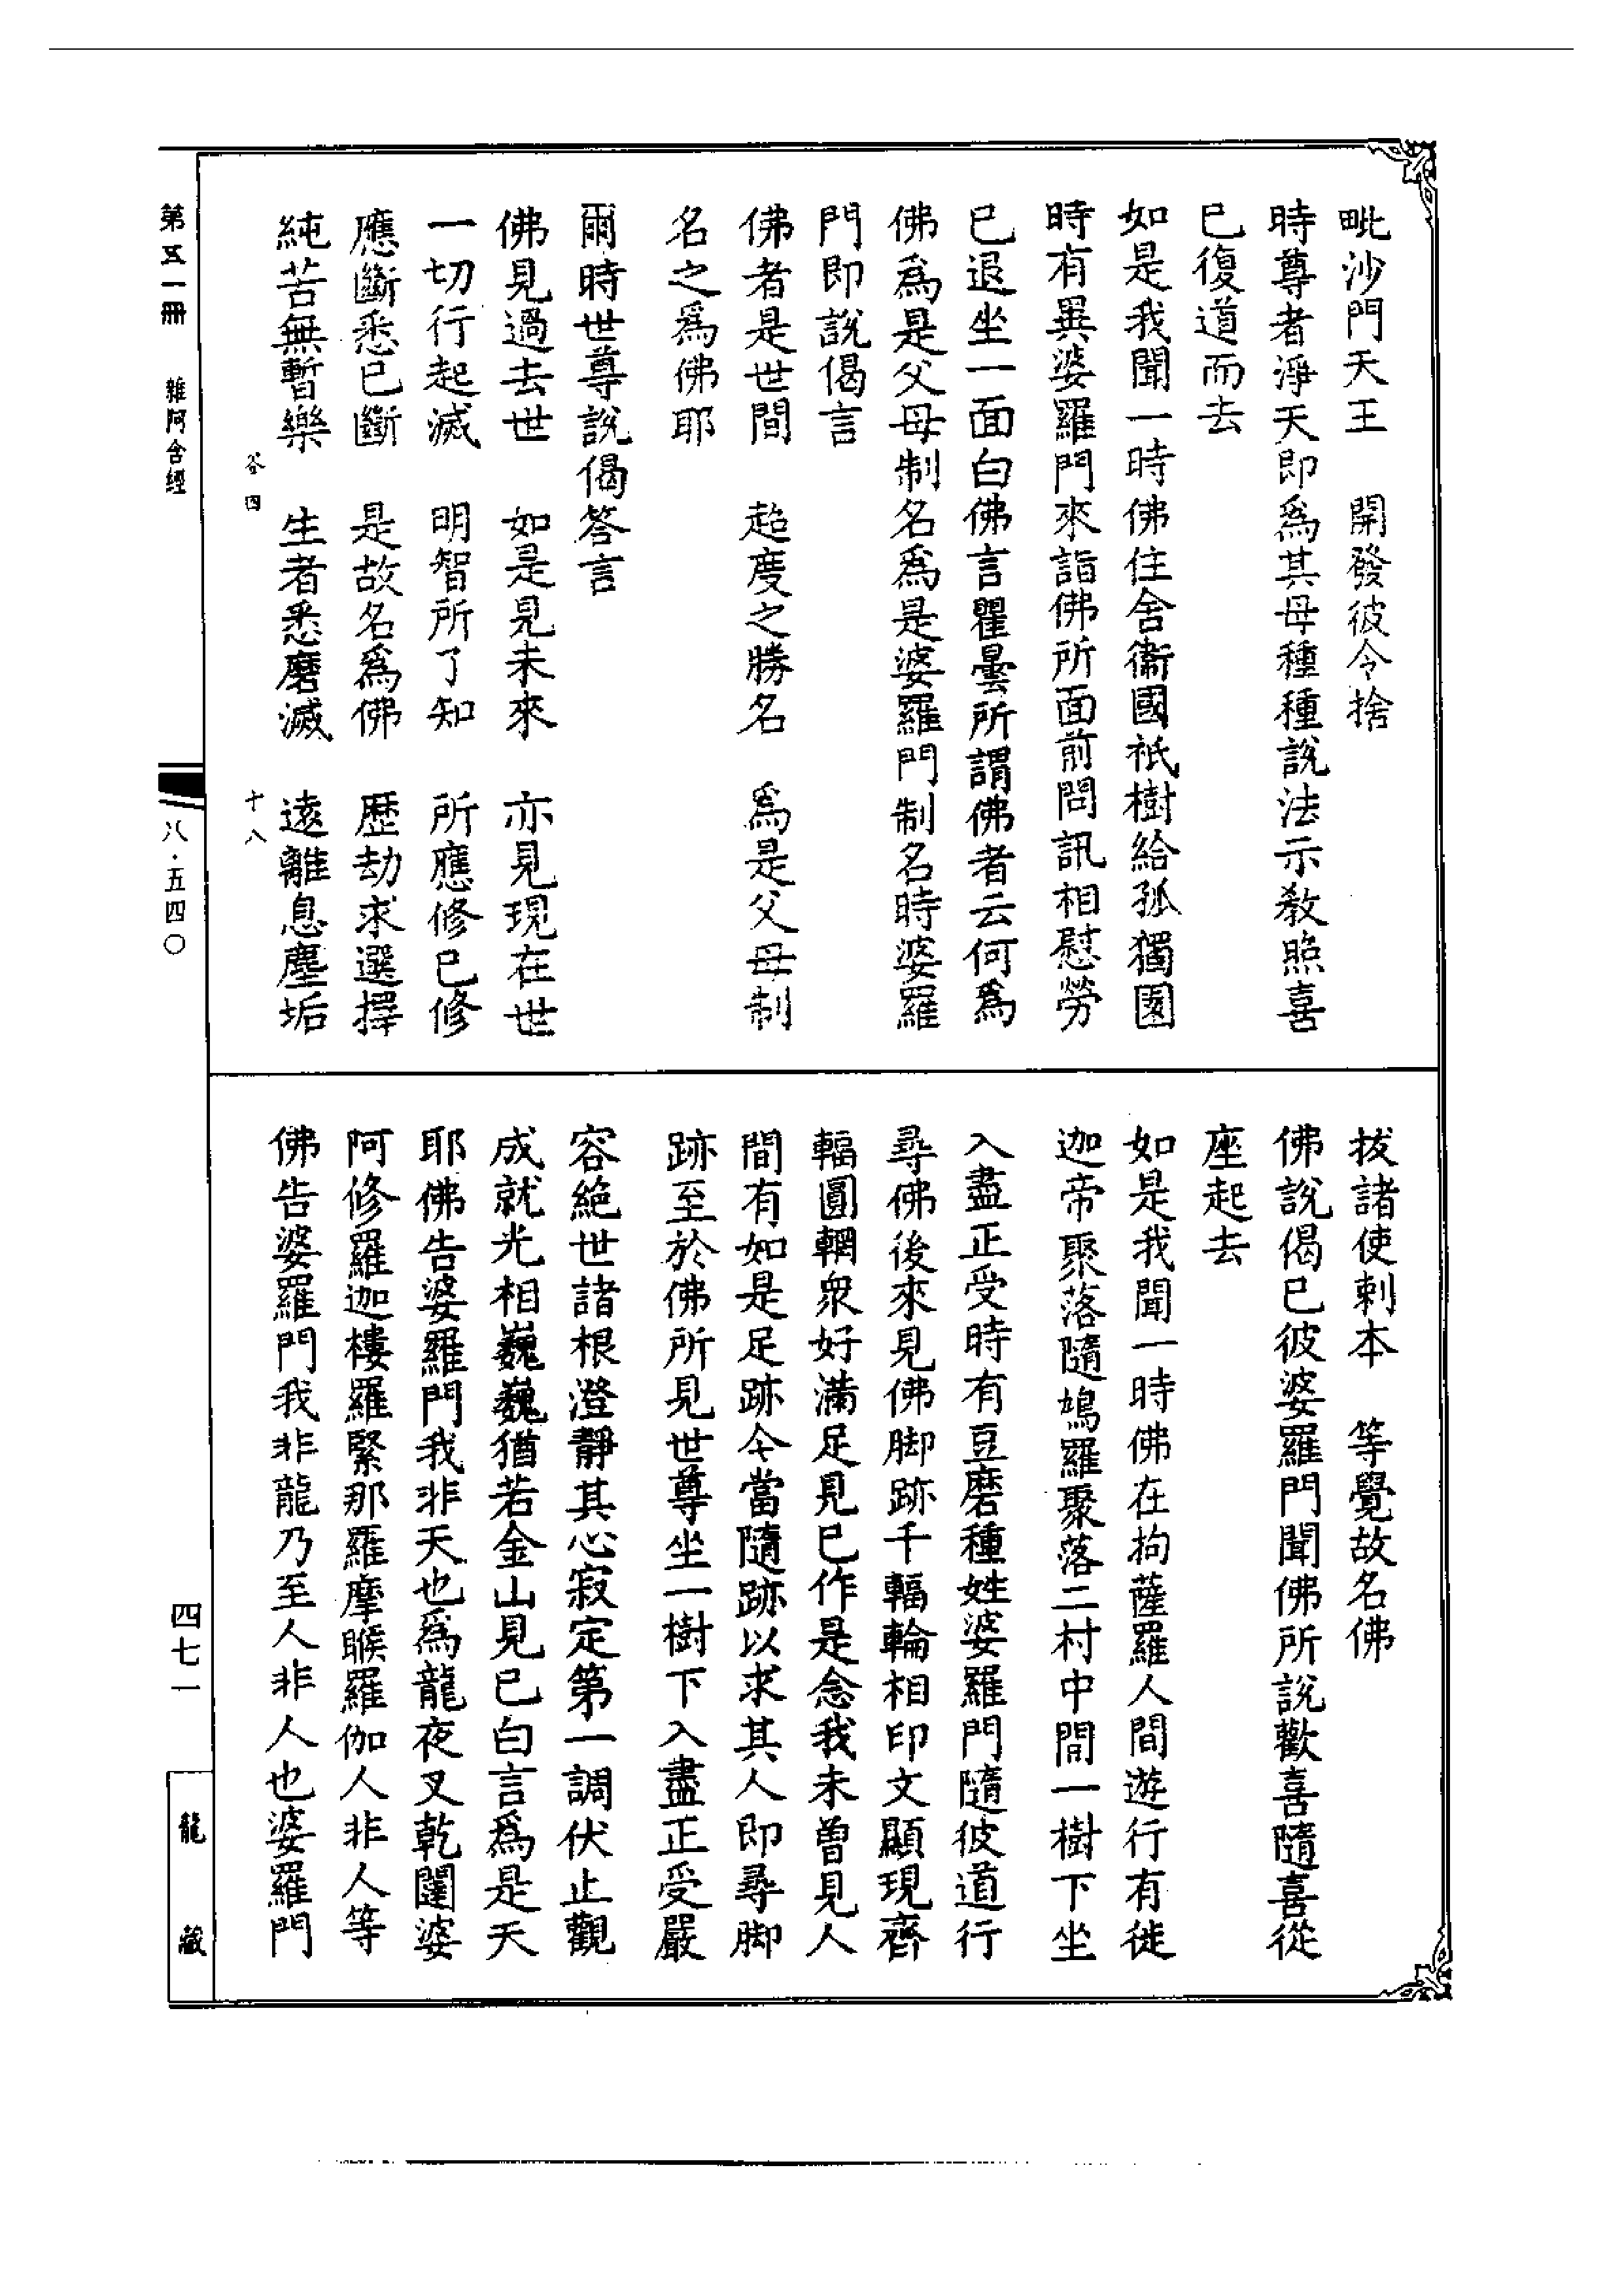 毗沙門天王　開發彼令捨
時尊者淨天即爲其母種種說法示教照喜
已復道而去
如是我聞一時佛住舍衞國祇樹給孤獨園
時有異婆羅門來詣佛所面前問訊相慰勞
已退坐一面白佛言瞿曇所謂佛者云何爲
佛爲是父母制名爲是婆羅門制名時婆羅
門即說偈言
佛者是世間　超度之勝名　爲是父母制
名之爲佛耶
爾時世尊說偈答言
佛見過去世　如是見未來　亦見現在世
一切行起滅　明智所了知　所應修已修
應斷悉已斷　是故名爲佛　歷劫求選擇
純苦無暫樂　生者悉磨滅　遠離息塵垢
拔諸使刺本　等覺故名佛
佛說偈已彼婆羅門聞佛所說歡喜隨喜從
座起去
如是我聞一時佛在拘薩羅人間遊行有從
迦帝聚落隨鳩羅聚落二村中間一樹下坐
入盡正受時有豆磨種姓婆羅門隨彼道行
尋佛後來見佛脚跡千輻輪相印文顯現齊
輻圓輞衆好滿足見已作是念我未曾見人
間有如是足跡今當隨跡以求其人即尋脚
跡至於佛所見世尊坐一樹下入盡正受嚴
容絕世諸根澄靜其心寂定第一調伏止觀
成就光相巍巍猶若金山見已白言爲是天
耶佛告婆羅門我非天也爲龍夜叉乾闥婆
阿修羅迦樓羅緊那羅摩睺羅伽人非人等
佛告婆羅門我非龍乃至人非人也婆羅門
第五一冊　雜阿含經
答四　十八
八·五四〇
四七一
龍藏